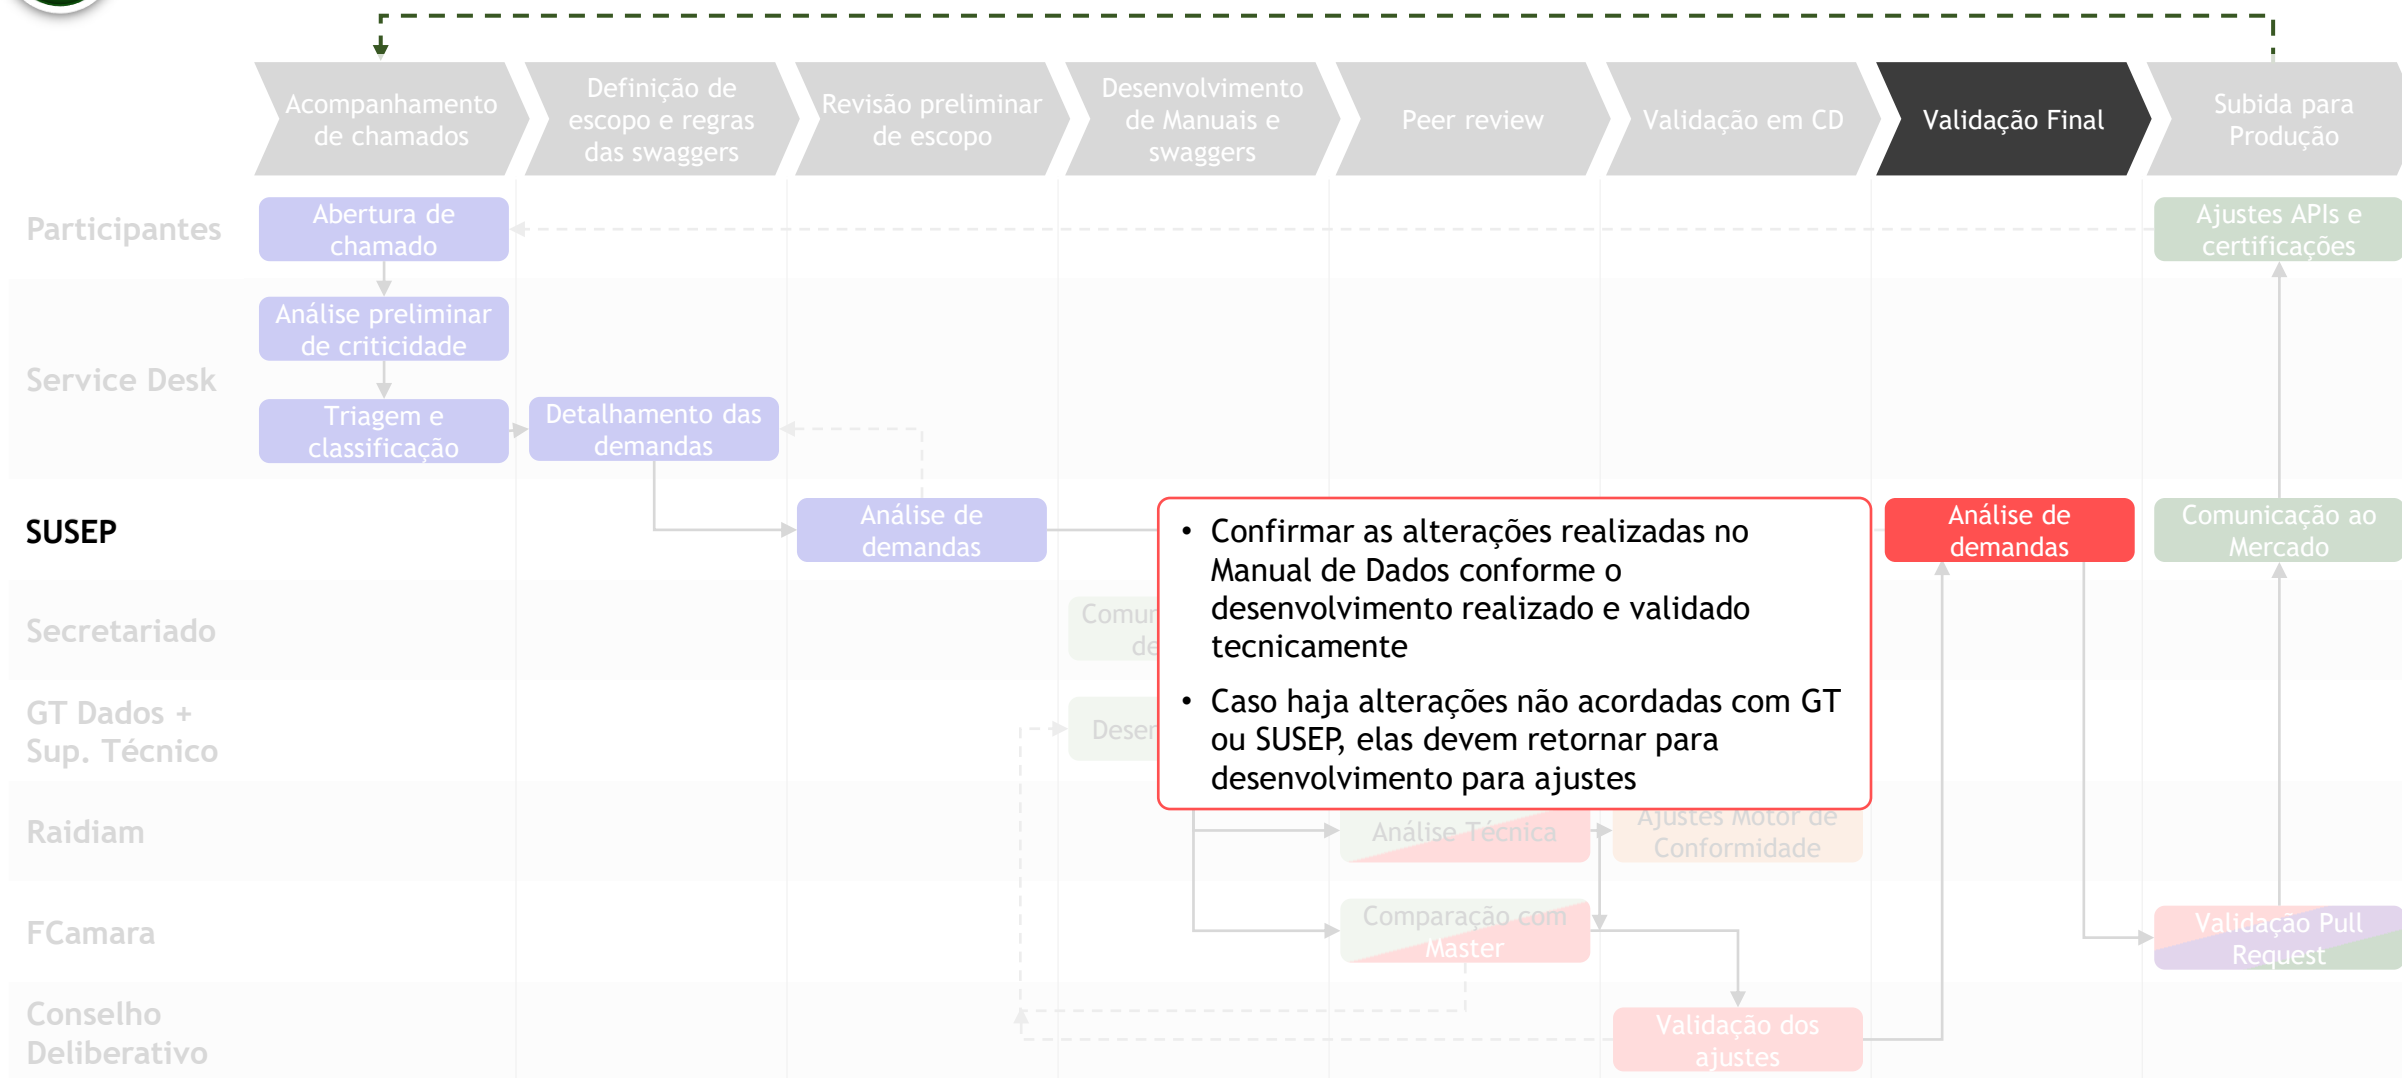 Acompanhamento
de chamados
Definição de
escopo e regras
das swaggers
Revisão preliminar
de escopo
Desenvolvimento
de Manuais e
swaggers
Peer review
Validação em CD
Validação Final
Subida para
Produção
Participantes
Abertura de
chamado
Ajustes APIs e
certificações
Service Desk
Análise preliminar
de criticidade
Triagem e
classificação
Detalhamento das
demandas
SUSEP
Análise de
demandas
• Confirmar as alterações realizadas no
Manual de Dados conforme o
desenvolvimento realizado e validado
tecnicamente
• Caso haja alterações não acordadas com GT
ou SUSEP, elas devem retornar para
desenvolvimento para ajustes
Análise de
demandas
Comunicação ao
Mercado
Secretariado
GT Dados +
Sup. Técnico
Raidiam
Análise Técnica
Ajustes Motor de
Conformidade
FCamara
Comparação com
Master
Validação Pull
Request
Conselho
Deliberativo
Validação dos
ajustes